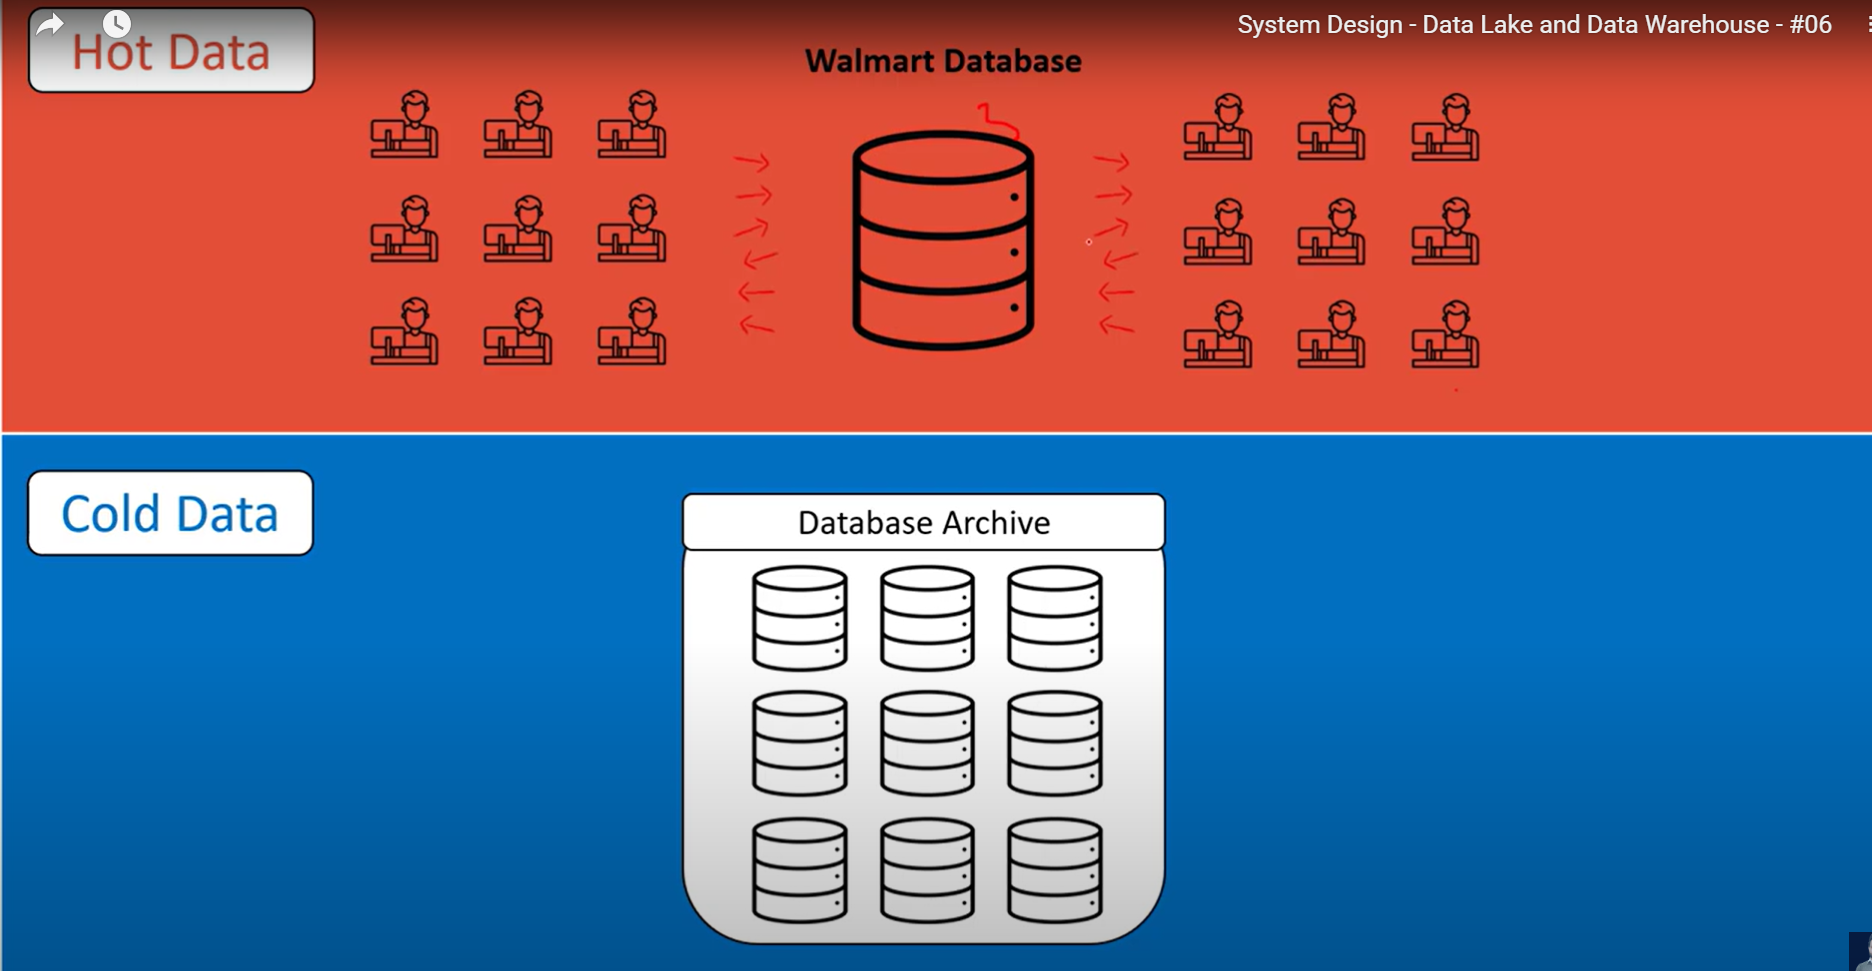 System Design - Data Lake and Data Warehouse - #06
Hot Data
Walmart Database
Cold Data
Database Archive